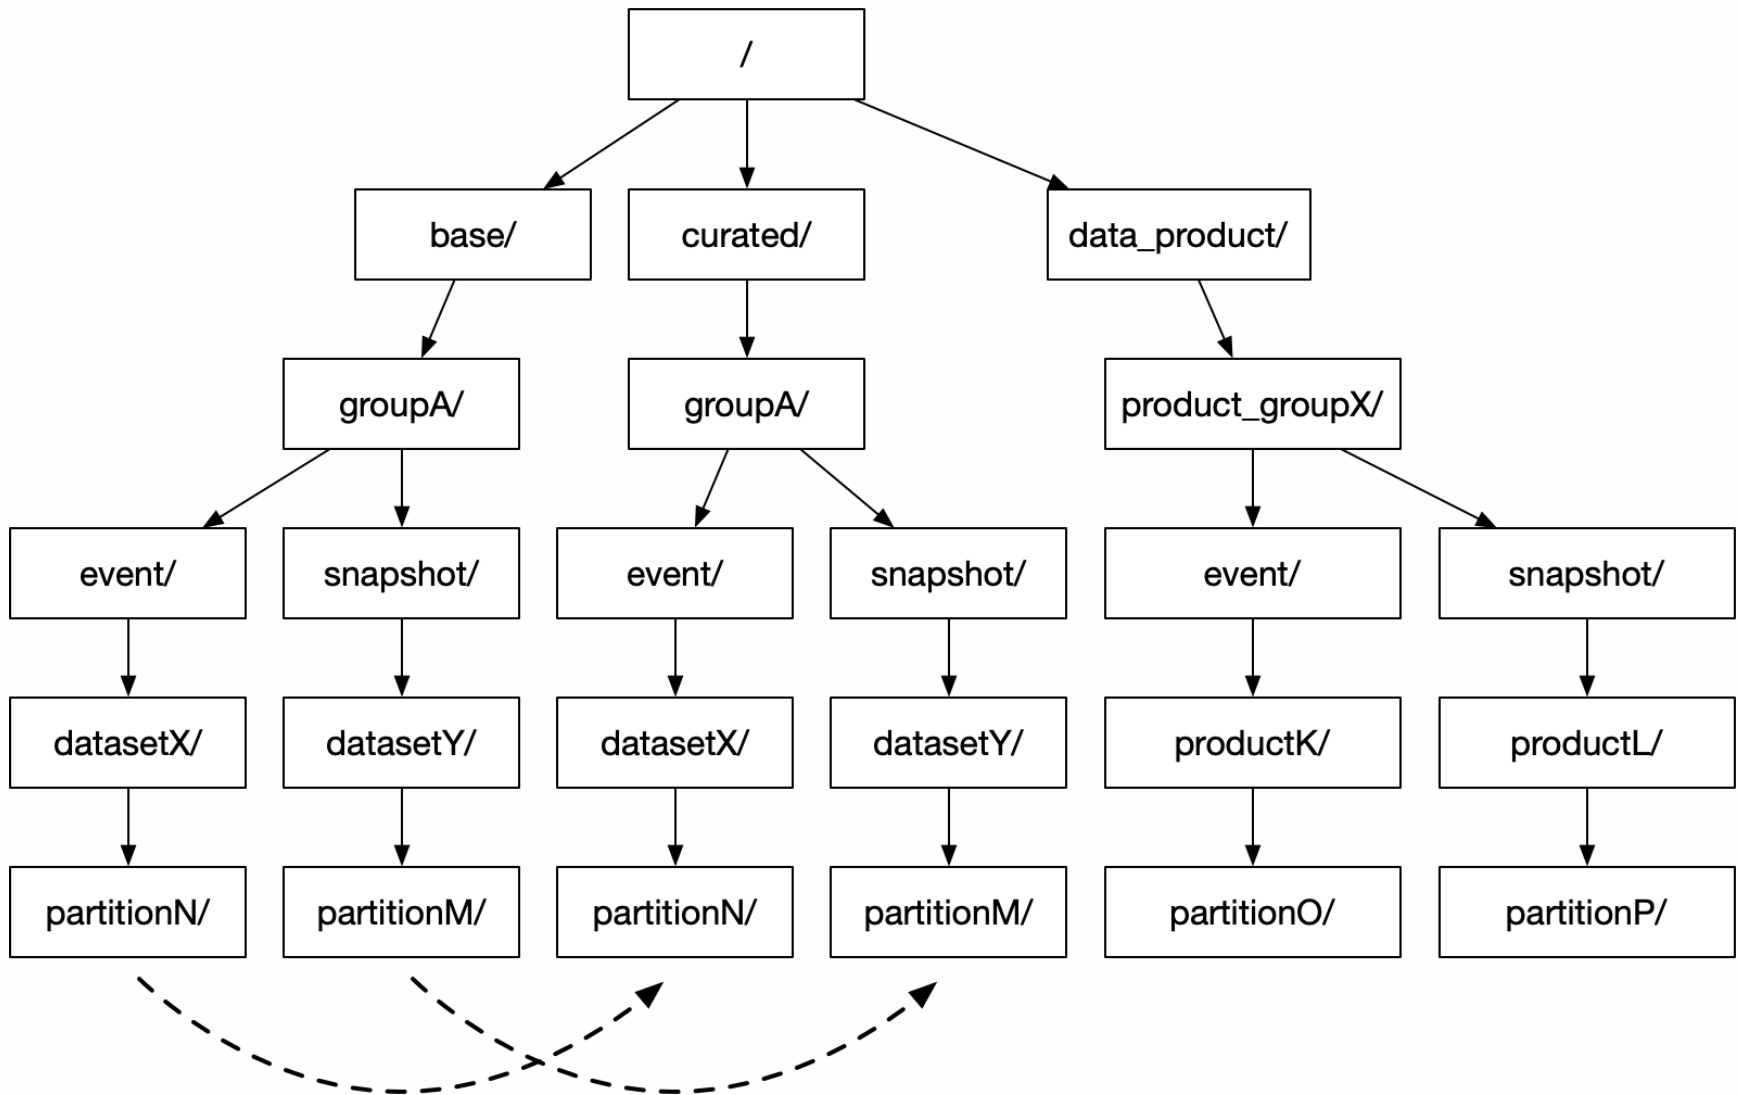 /
base/
curated/
data_product/
groupA/
groupA/
product_groupX/
event/
snapshot/
event/
snapshot/
event/
snapshot/
datasetX/
datasetY/
datasetX/
datasetY/
productK/
productL/
partitionN/
partitionM/
partitionN/
partitionM/
partitionO/
partitionP/